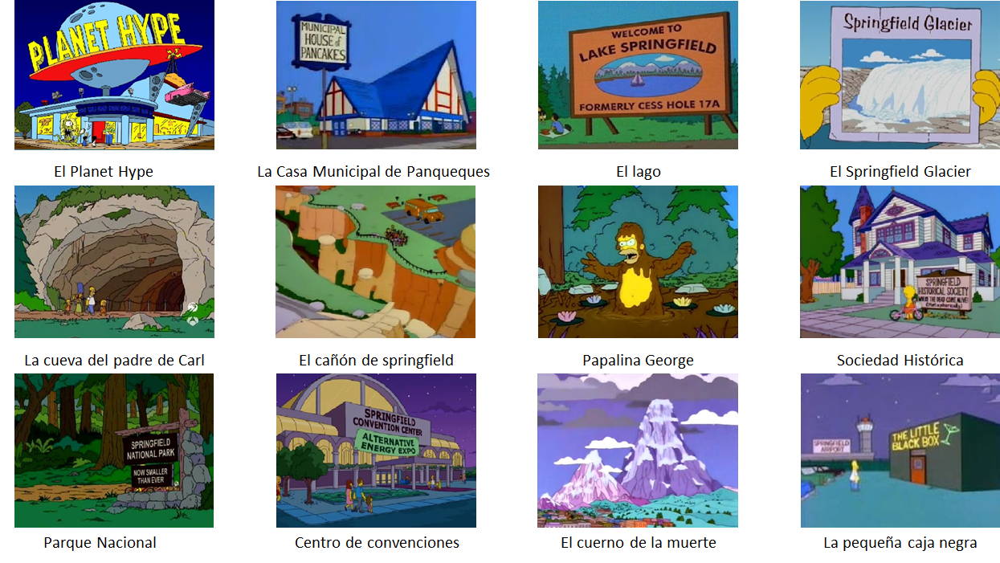 PLANET HYPE
MUNICIPAL
HOUSE of
PANCAKES
WELCOME TO
LAKE SPRINGFIELD
FORMERLY CESS HOLE 17A
Springfield Glacier
El Planet Hype
La Casa Municipal de Panqueques
El lago
El Springfield Glacier
SPRINGFIELD
HISTORICAL SOCIETY
WHERE THE DEAD COME ALIVE!
(Metaphorically)
La cueva del padre de Carl
El cañón de springfield
Papalina George
Sociedad Histórica
SPRINGFIELD
NATIONAL PARK
NOW SMALLER
THAN EVER
SPRINGFIELD
CONVENTION CENTER
ALTERNATIVE
ENERGY EXPO
SPRINGFIELD
AIRPORT
THE LITTLE
BLACK BOX
Parque Nacional
Centro de convenciones
El cuerno de la muerte
La pequeña caja negra